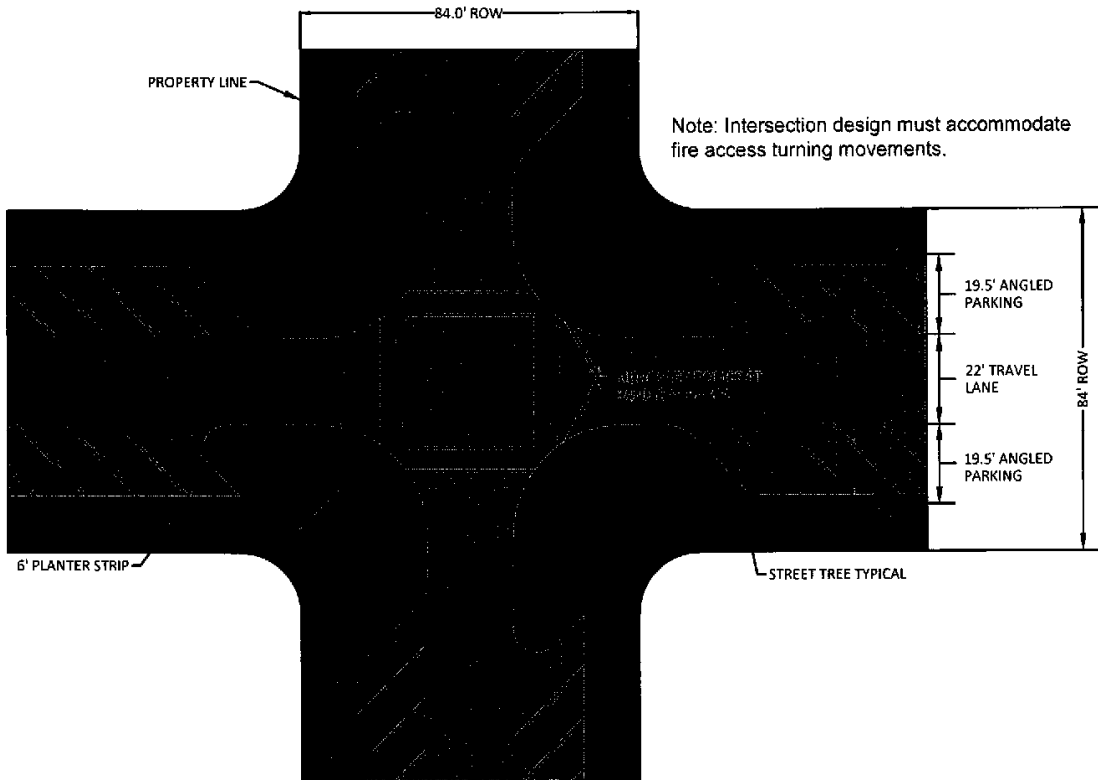 84.0' ROW
PROPERTY LINE
Note: Intersection design must accommodate
fire access turning movements.
19.5' ANGLED
PARKING
22' TRAVEL
LANE
84' ROW
19.5' ANGLED
PARKING
6' PLANTER STRIP
STREET TREE TYPICAL